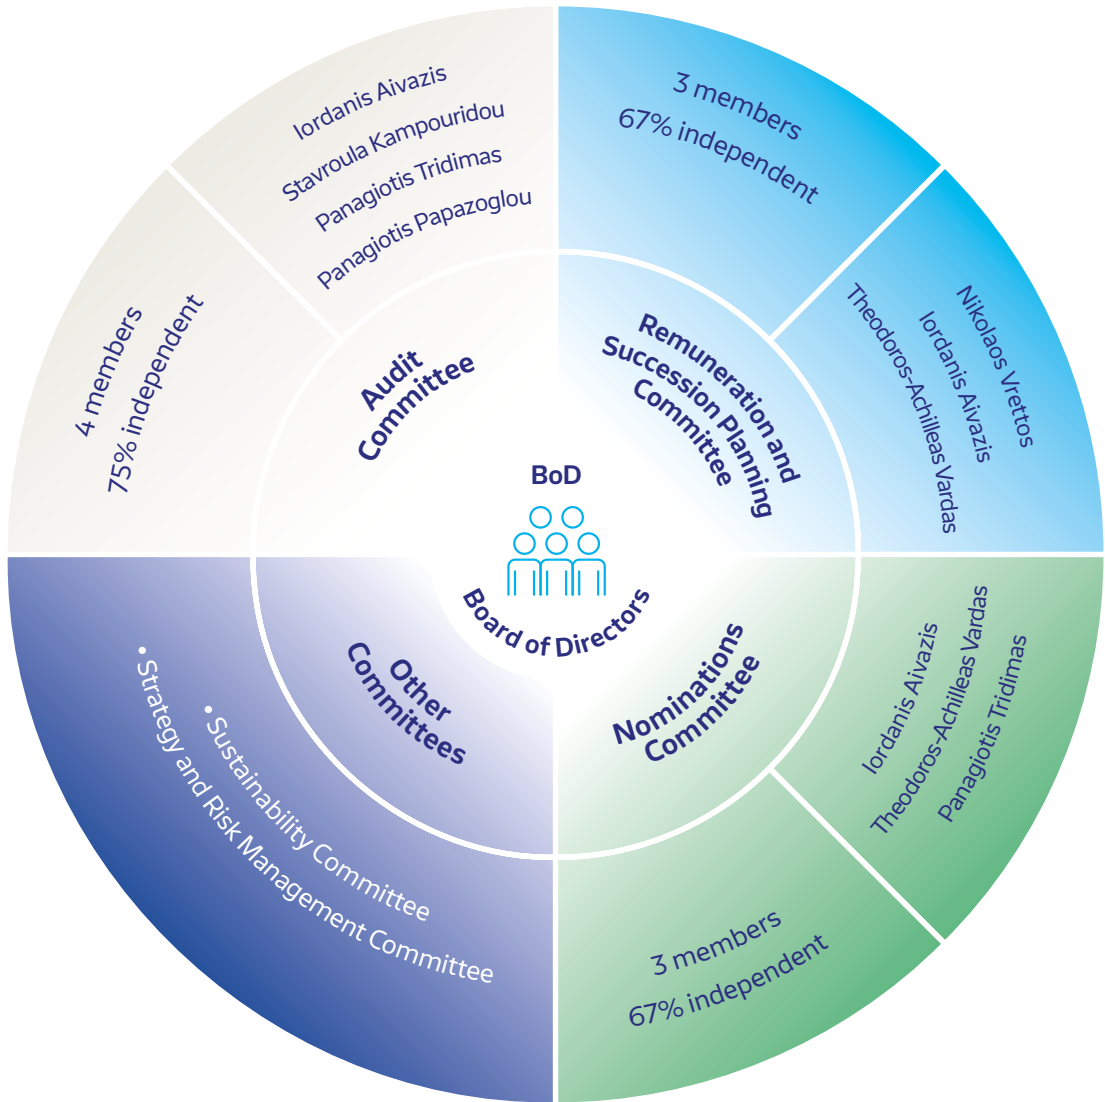 Iordanis Aivazis
Stavroula Kampouridou
Panagiotis Tridimas
Panagiotis Papazoglou
4 members
75% independent
Audit
Committee
3 members
67% independent
Nikolaos Vrettos
Iordanis Aivazis
Theodoros-Achilleas Vardas
Remuneration and
Succession Planning
Committee
BoD
Board of Directors
Other
Committees
• Sustainability Committee
• Strategy and Risk Management Committee
Nominations
Committee
Iordanis Aivazis
Theodoros-Achilleas Vardas
Panagiotis Tridimas
3 members
67% independent